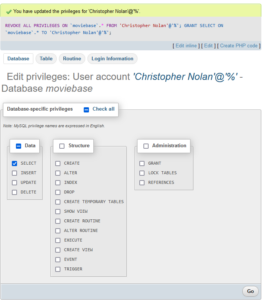 You have updated the privileges for 'Christopher Nolan'@'%'.
REVOKE ALL PRIVILEGES ON `moviebase`.* FROM 'Christopher Nolan'@'%'; GRANT SELECT ON
`moviebase`.* TO 'Christopher Nolan'@'%';
[ Edit inline ] [ Edit ] [ Create PHP code ]
Database Table Routine Login Information
Edit privileges: User account 'Christopher Nolan'@'%' -
Database moviebase
Database-specific privileges Check all
Note: MySQL privilege names are expressed in English.
Data
SELECT
INSERT
UPDATE
DELETE
Structure
CREATE
ALTER
INDEX
DROP
CREATE TEMPORARY TABLES
SHOW VIEW
CREATE ROUTINE
ALTER ROUTINE
EXECUTE
CREATE VIEW
EVENT
TRIGGER
Administration
GRANT
LOCK TABLES
REFERENCES
Go